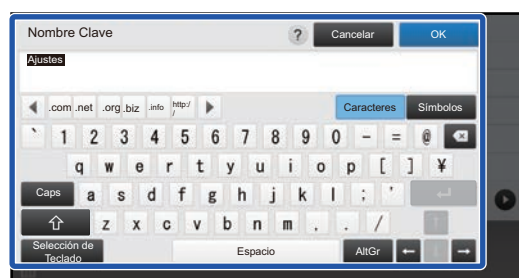 Nombre Clave ? Cancelar OK
Ajustes
.com .net .org .biz .info http:/ Caracteres Símbolos
/
` 1 2 3 4 5 6 7 8 9 0 - = @
q w e r t y u i o p [ ] ¥
Caps a s d f g h j k l ; '
z x c v b n m . . /
Selección de Teclado Espacio AltGr